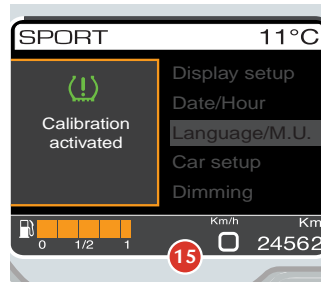 SPORT 11°C
Calibration
activated
Display setup
Date/Hour
Language/M.U.
Car setup
Dimming
0 1/2 1
15
Km/h
0
Km
24562